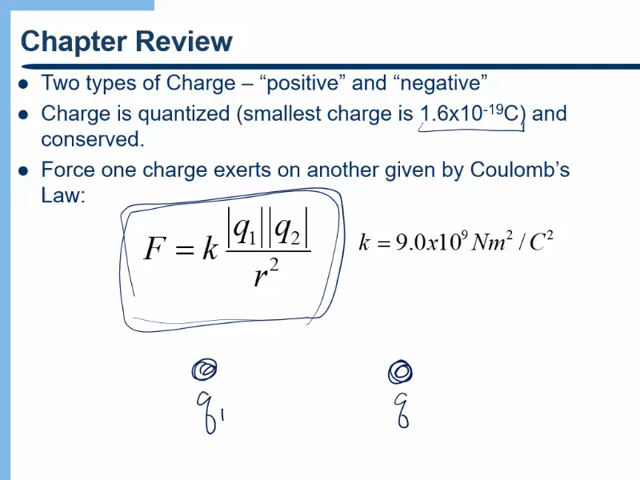 Chapter Review
Two types of Charge – “positive” and “negative”
Charge is quantized (smallest charge is 1.6x10⁻¹⁹C) and
conserved.
Force one charge exerts on another given by Coulomb’s
Law:
F = k |q₁||q₂| / r²
k = 9.0x10⁹ Nm² / C²
q₁ q